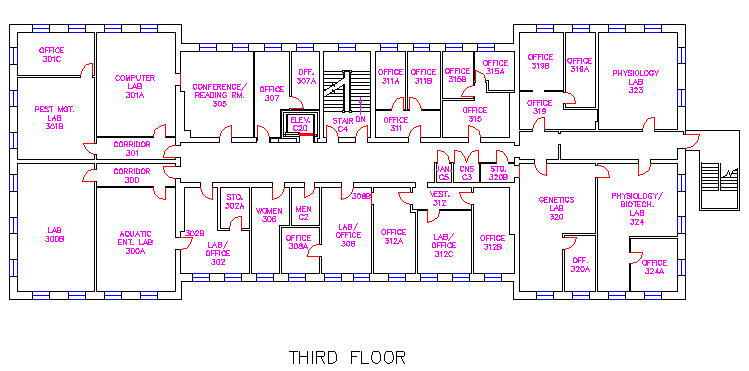 OFFICE
301C
COMPUTER
LAB
301A
PEST MGT.
LAB
301B
CORRIDOR
301
CORRIDOR
300
LAB
300B
AQUATIC
ENT. LAB
300A
CONFERENCE/
READING RM.
305
OFFICE
307
OFF.
307A
ELEV.
C20
STAIR
C4
DN
OFFICE
311A
OFFICE
311B
OFFICE
311
OFFICE
315B
OFFICE
315A
OFFICE
315
OFFICE
319B
OFFICE
319A
OFFICE
319
PHYSIOLOGY
LAB
323
JAN.
C5
CNS
C3
STO.
320B
STO.
302A
302B
LAB/
OFFICE
302
WOMEN
306
MEN
C2
OFFICE
308A
308B
LAB/
OFFICE
308
OFFICE
312A
VEST.
312
LAB/
OFFICE
312C
OFFICE
312B
GENETICS
LAB
320
OFF.
320A
PHYSIOLOGY/
BIOTECH.
LAB
324
OFFICE
324A
THIRD FLOOR